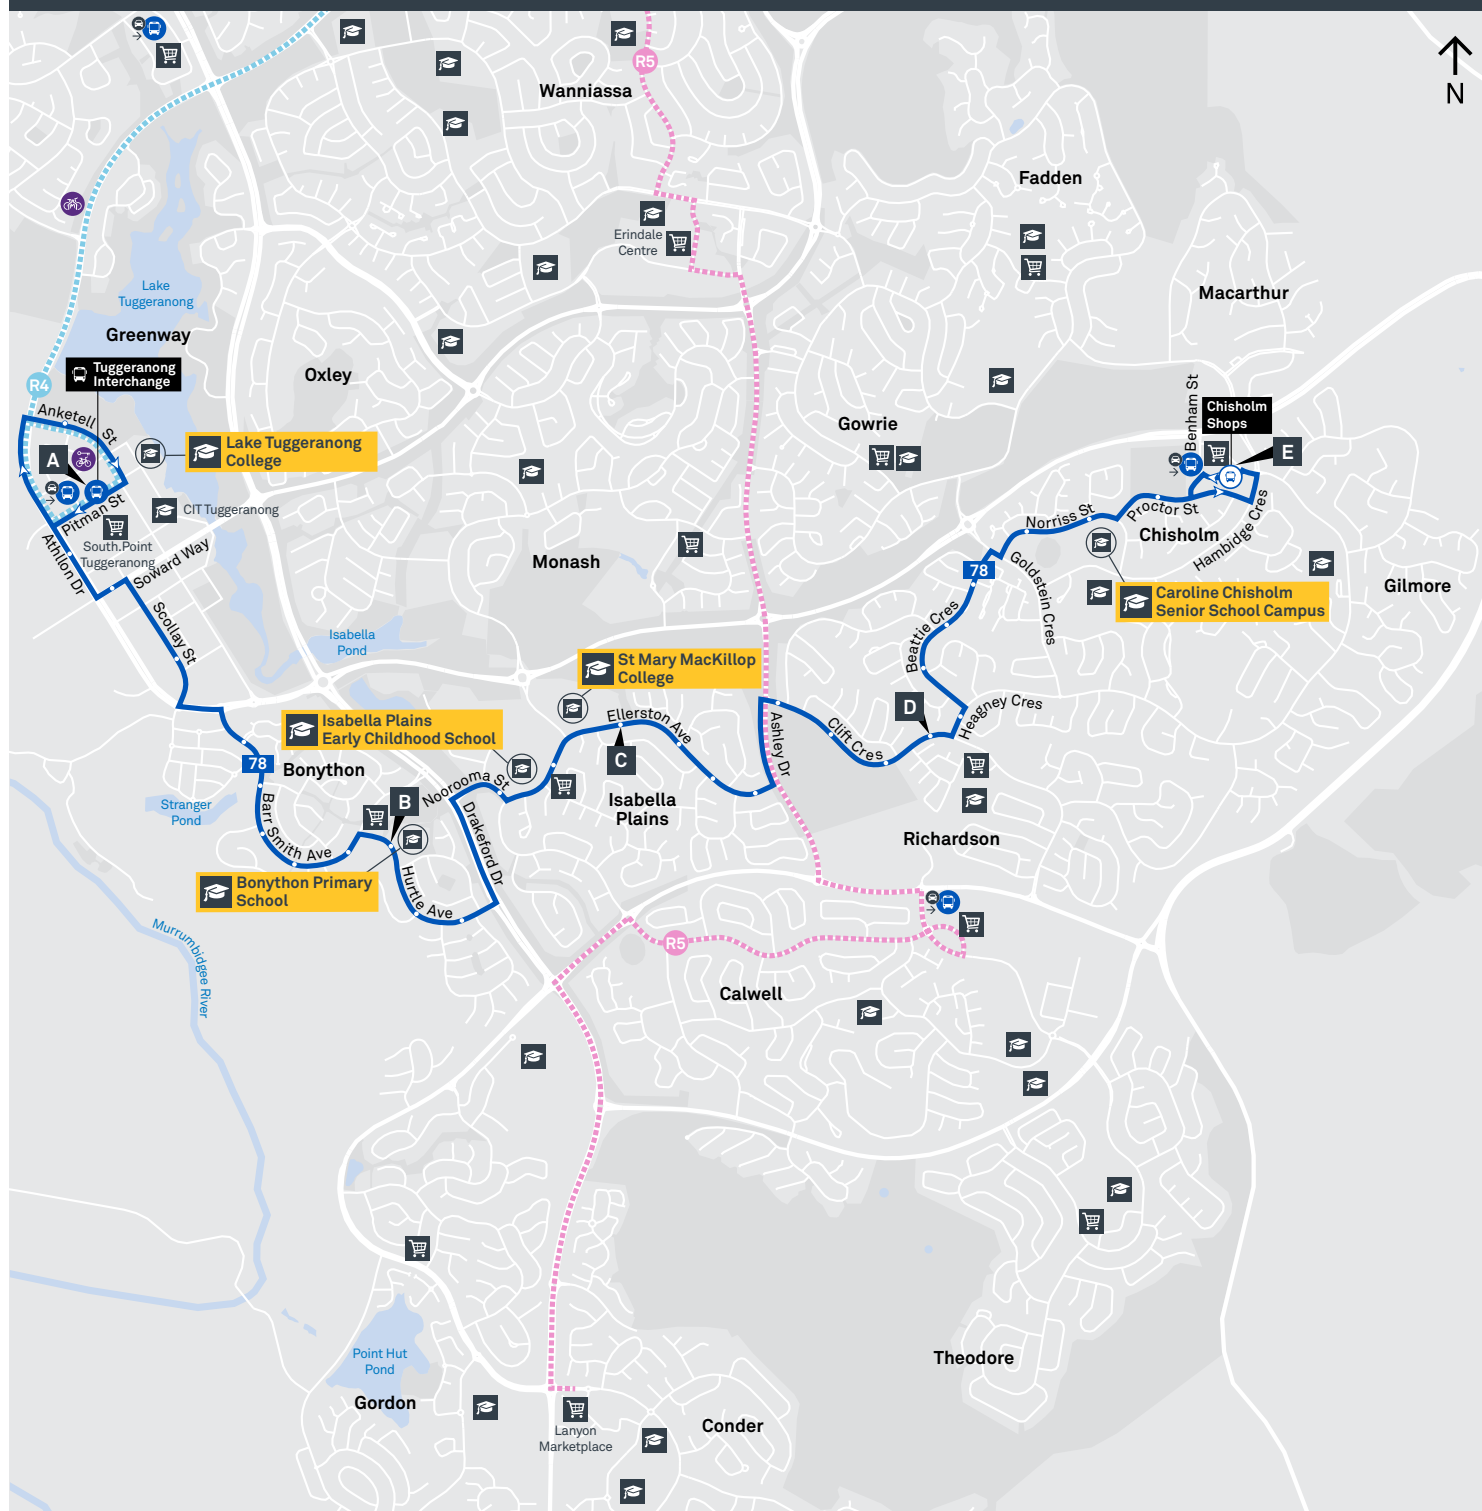 N
R5
Wanniassa
Fadden
Erindale
Centre
Macarthur
Lake
Tuggeranong
Greenway
Tuggeranong
Interchange
Oxley
R4
Anketell St
Lake Tuggeranong
College
A
Pitman St
CIT Tuggeranong
South.Point
Tuggeranong
Athllon Dr
Soward Way
Scollay St
Monash
Gowrie
Benham St
Chisholm
Shops
E
Norriss St
Proctor St
Chisholm
Hambidge Cres
Goldstein Cres
78
Caroline Chisholm
Senior School Campus
Gilmore
Beattie Cres
Isabella
Pond
St Mary MacKillop
College
Isabella Plains
Early Childhood School
Ellerston Ave
C
Ashley Dr
Clift Cres
D
Heagney Cres
78
Bonython
Noorooma St
B
Isabella
Plains
Stranger
Pond
Barr Smith Ave
Drakeford Dr
Richardson
Bonython Primary
School
Hurtle Ave
Murrumbidgee River
R5
Calwell
Point Hut
Pond
Gordon
Theodore
Lanyon
Marketplace
Conder